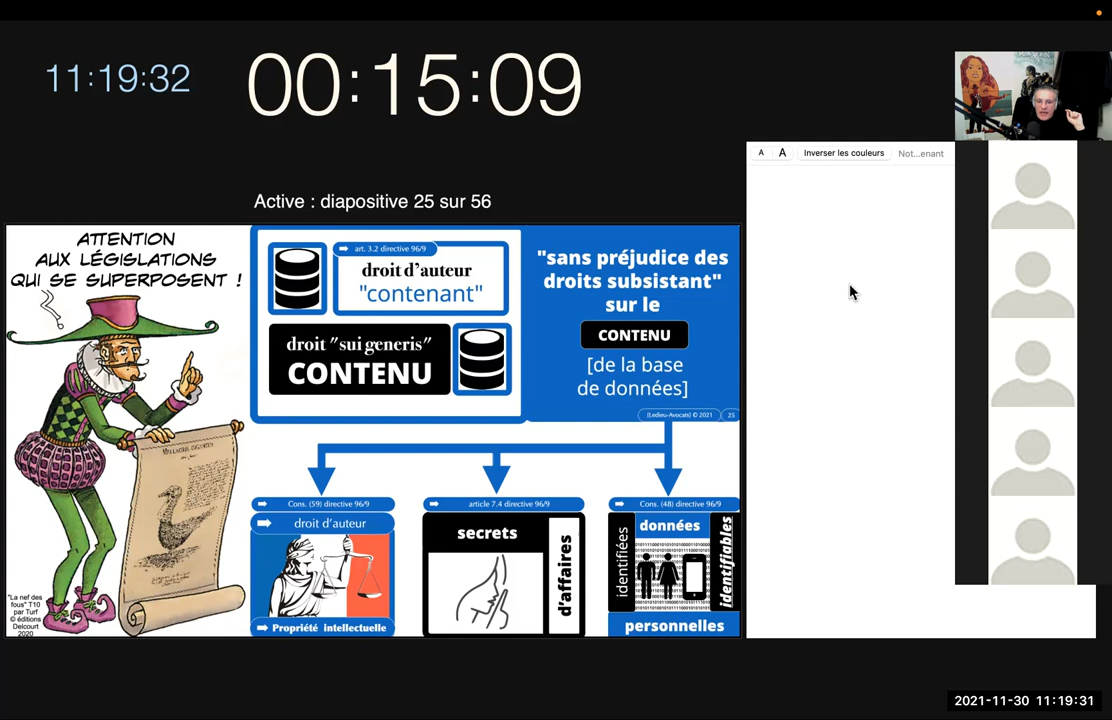 11:19:32
00:15:09
Active : diapositive 25 sur 56
A A Inverser les couleurs Not...enant
ATTENTION
AUX LÉGISLATIONS
QUI SE SUPERPOSENT !
art. 3.2 directive 96/9
droit d'auteur
"contenant"
droit "sui generis"
CONTENU
"sans préjudice des
droits subsistant"
sur le
CONTENU
[de la base
de données]
[Ledieu-Avocats] © 2021 25
Cons. (59) directive 96/9
droit d'auteur
Propriété intellectuelle
article 7.4 directive 96/9
secrets
d'affaires
Cons. (48) directive 96/9
données
identifiées
identifiables
personnelles
"La nef des
fous" T10
par Turf
© éditions
Delcourt
2020
2021-11-30 11:19:31